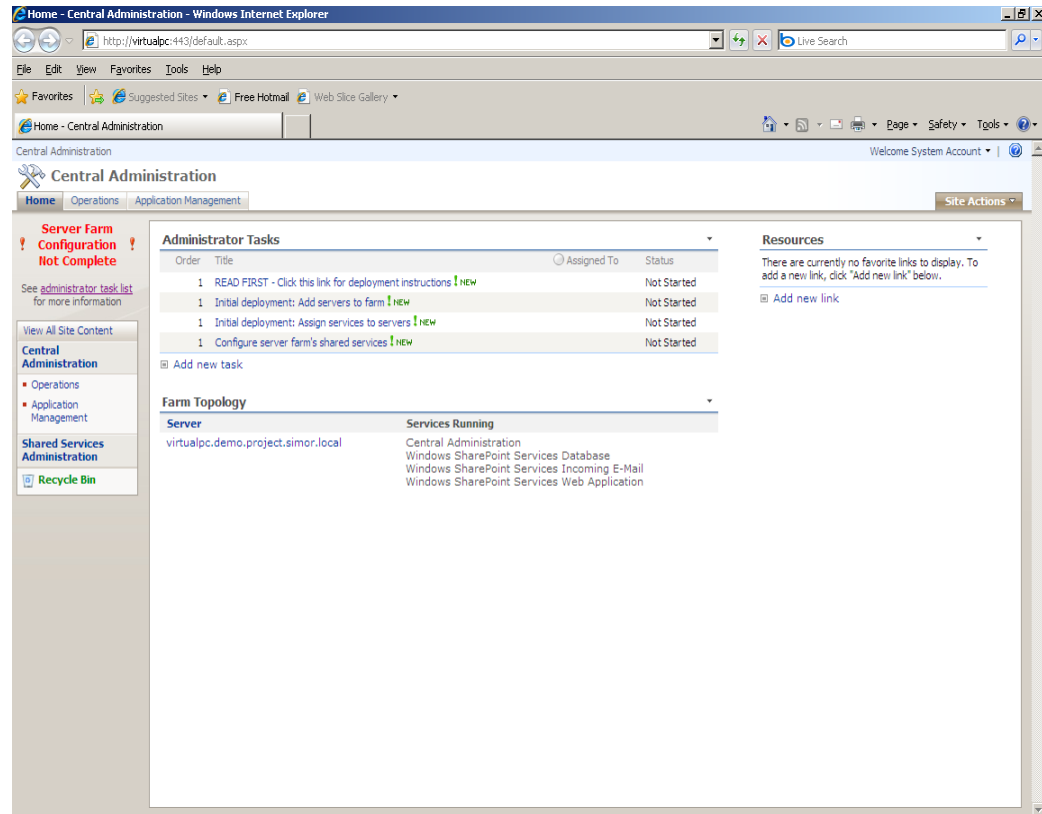 Home - Central Administration - Windows Internet Explorer
http://virtualpc:443/default.aspx
Live Search
File Edit View Favorites Tools Help
Favorites Suggested Sites Free Hotmail Web Slice Gallery
Home - Central Administration
Page Safety Tools
Central Administration
Welcome System Account
Central Administration
Home Operations Application Management
Site Actions
Server Farm
Configuration
Not Complete
See administrator task list
for more information
View All Site Content
Central
Administration
Operations
Application
Management
Shared Services
Administration
Recycle Bin
Administrator Tasks
Order Title Assigned To Status
1 READ FIRST - Click this link for deployment instructions ! NEW Not Started
1 Initial deployment: Add servers to farm ! NEW Not Started
1 Initial deployment: Assign services to servers ! NEW Not Started
1 Configure server farm's shared services ! NEW Not Started
Add new task
Farm Topology
Server Services Running
virtualpc.demo.project.simor.local Central Administration
Windows SharePoint Services Database
Windows SharePoint Services Incoming E-Mail
Windows SharePoint Services Web Application
Resources
There are currently no favorite links to display. To
add a new link, click "Add new link" below.
Add new link